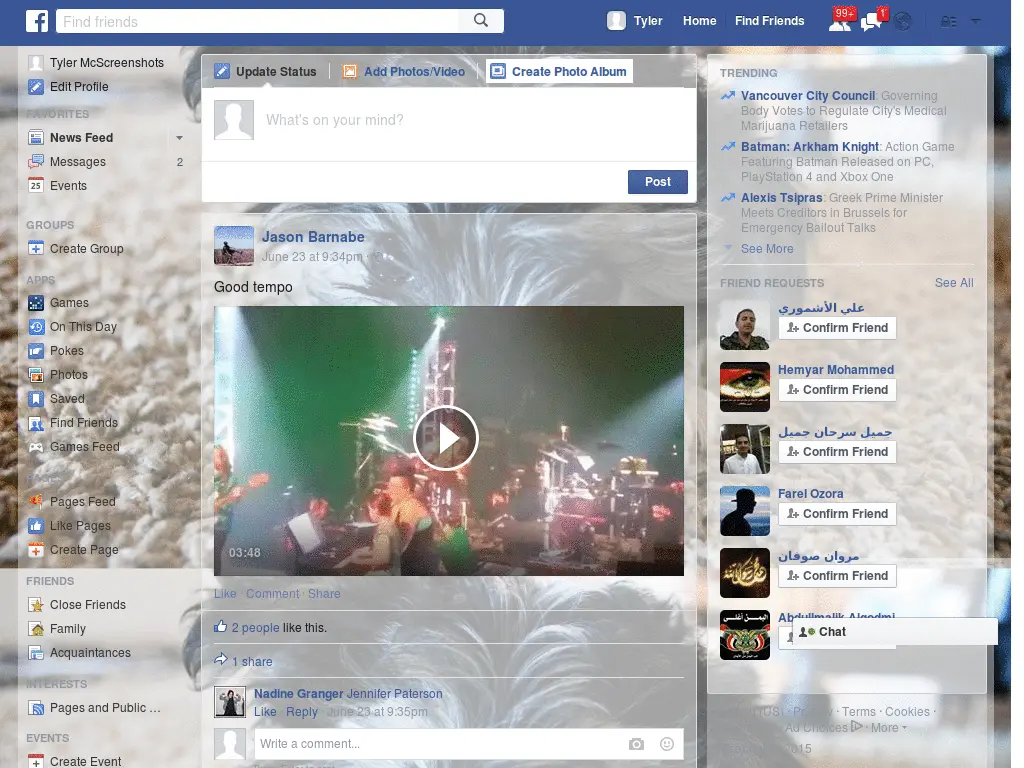 Find friends
Tyler
Home
Find Friends
99+
1
Tyler McScreenshots
Edit Profile
FAVORITES
News Feed
Messages
2
25
Events
GROUPS
Create Group
APPS
Games
On This Day
Pokes
Photos
Saved
Find Friends
Games Feed
Pages Feed
Like Pages
Create Page
FRIENDS
Close Friends
Family
Acquaintances
INTERESTS
Pages and Public ...
EVENTS
Create Event
Update Status
Add Photos/Video
Create Photo Album
What's on your mind?
Post
Jason Barnabe
June 23 at 9:34pm ·
Good tempo
03:48
Like · Comment · Share
2 people like this.
1 share
Nadine Granger Jennifer Paterson
Like · Reply · June 23 at 9:35pm
Write a comment...
TRENDING
Vancouver City Council: Governing
Body Votes to Regulate City's Medical
Marijuana Retailers
Batman: Arkham Knight: Action Game
Featuring Batman Released on PC,
PlayStation 4 and Xbox One
Alexis Tsipras: Greek Prime Minister
Meets Creditors in Brussels for
Emergency Bailout Talks
See More
FRIEND REQUESTS
See All
علي الأشموري
Confirm Friend
Hemyar Mohammed
Confirm Friend
جميل سرحان جميل
Confirm Friend
Farel Ozora
Confirm Friend
مروان صوفان
Confirm Friend
Chat
· Terms · Cookies ·
Ad Choices · More
2015